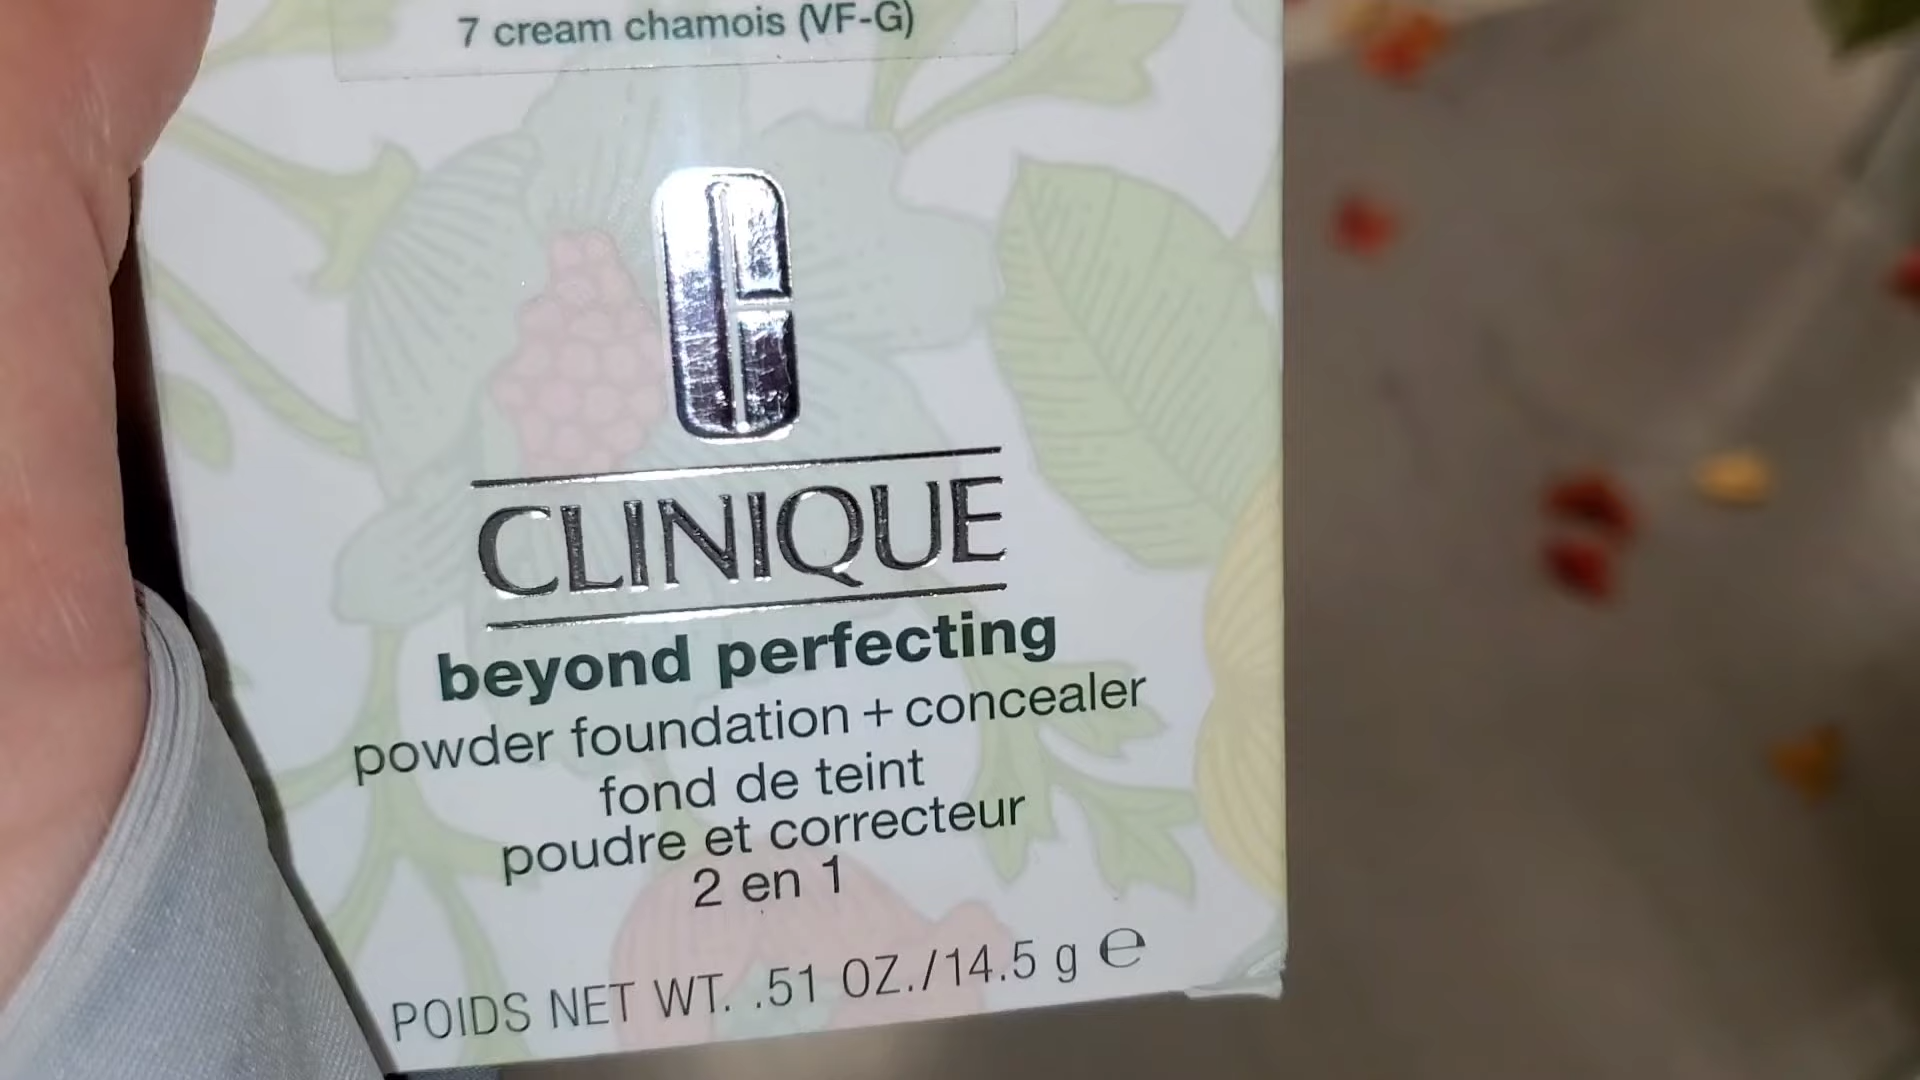 7 cream chamois (VF-G)
CLINIQUE
beyond perfecting
powder foundation + concealer
fond de teint
poudre et correcteur
2 en 1
POIDS NET WT. .51 OZ./14.5 g ℮